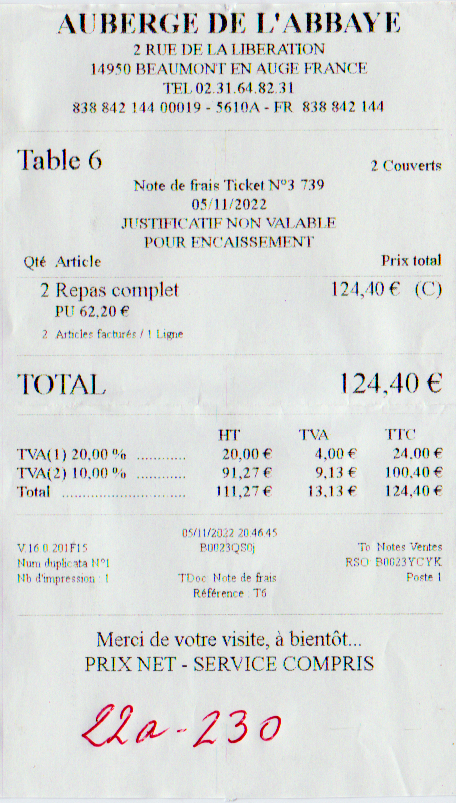 AUBERGE DE L'ABBAYE
2 RUE DE LA LIBERATION
14950 BEAUMONT EN AUGE FRANCE
TEL 02.31.64.82.31
838 842 144 00019 - 5610A - FR 838 842 144
Table 6 2 Couverts
Note de frais Ticket N°3 739
05/11/2022
JUSTIFICATIF NON VALABLE
POUR ENCAISSEMENT
Qté Article Prix total
2 Repas complet 124,40 € (C)
PU 62,20 €
2 Articles facturés / 1 Ligne
TOTAL 124,40 €
HT TVA TTC
TVA(1) 20,00 % ............ 20,00 € 4,00 € 24,00 €
TVA(2) 10,00 % ............ 91,27 € 9,13 € 100,40 €
Total ............................. 111,27 € 13,13 € 124,40 €
05/11/2022 20:46:45
V.16.0.201F15 B0023QS0j To Notes Ventes
Num duplicata N°1 RSO B0023YCYK
Nb d'impression : 1 TDoc Note de frais Poste 1
Référence : T6
Merci de votre visite, à bientôt...
PRIX NET - SERVICE COMPRIS
22a-230